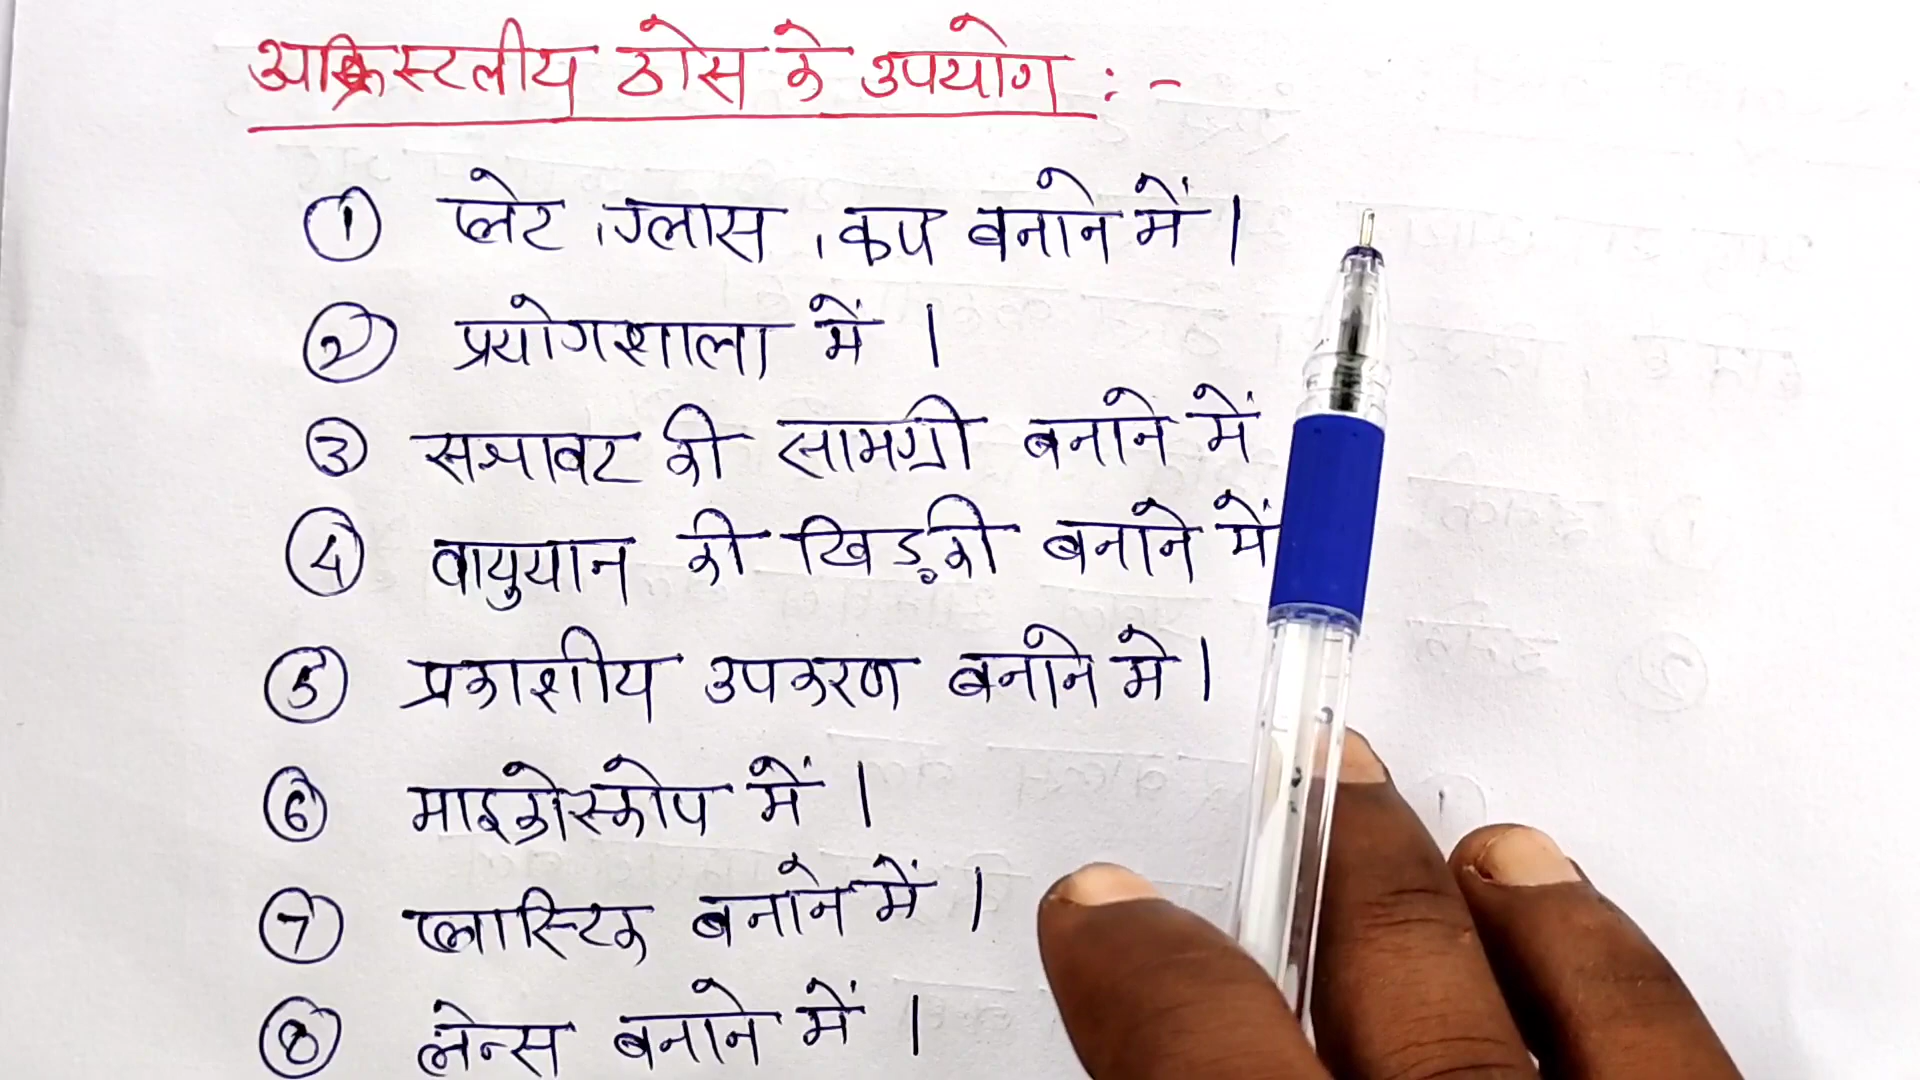 अक्रिस्टलीय ठोस के उपयोग :-
① प्लेट, ग्लास, कप बनाने में।
② प्रयोगशाला में।
③ सजावट की सामग्री बनाने में
④ वायुयान की खिड़की बनाने में
⑤ प्रकाशीय उपकरण बनाने मे।
⑥ माइक्रोस्कोप में।
⑦ प्लास्टिक बनाने में।
⑧ लेन्स बनाने में।